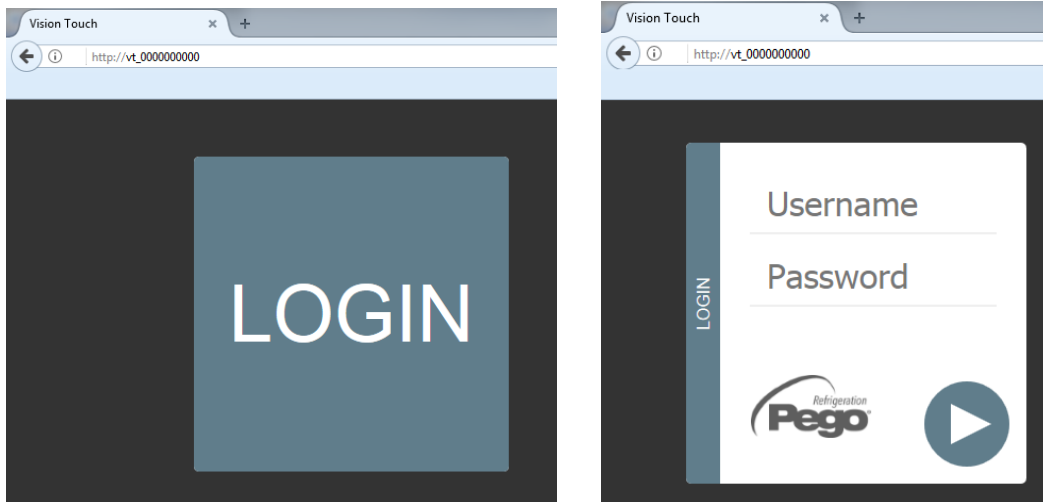 Vision Touch
http://vt_0000000000
LOGIN
Vision Touch
http://vt_0000000000
Username
Password
LOGIN
Refrigeration
Pego